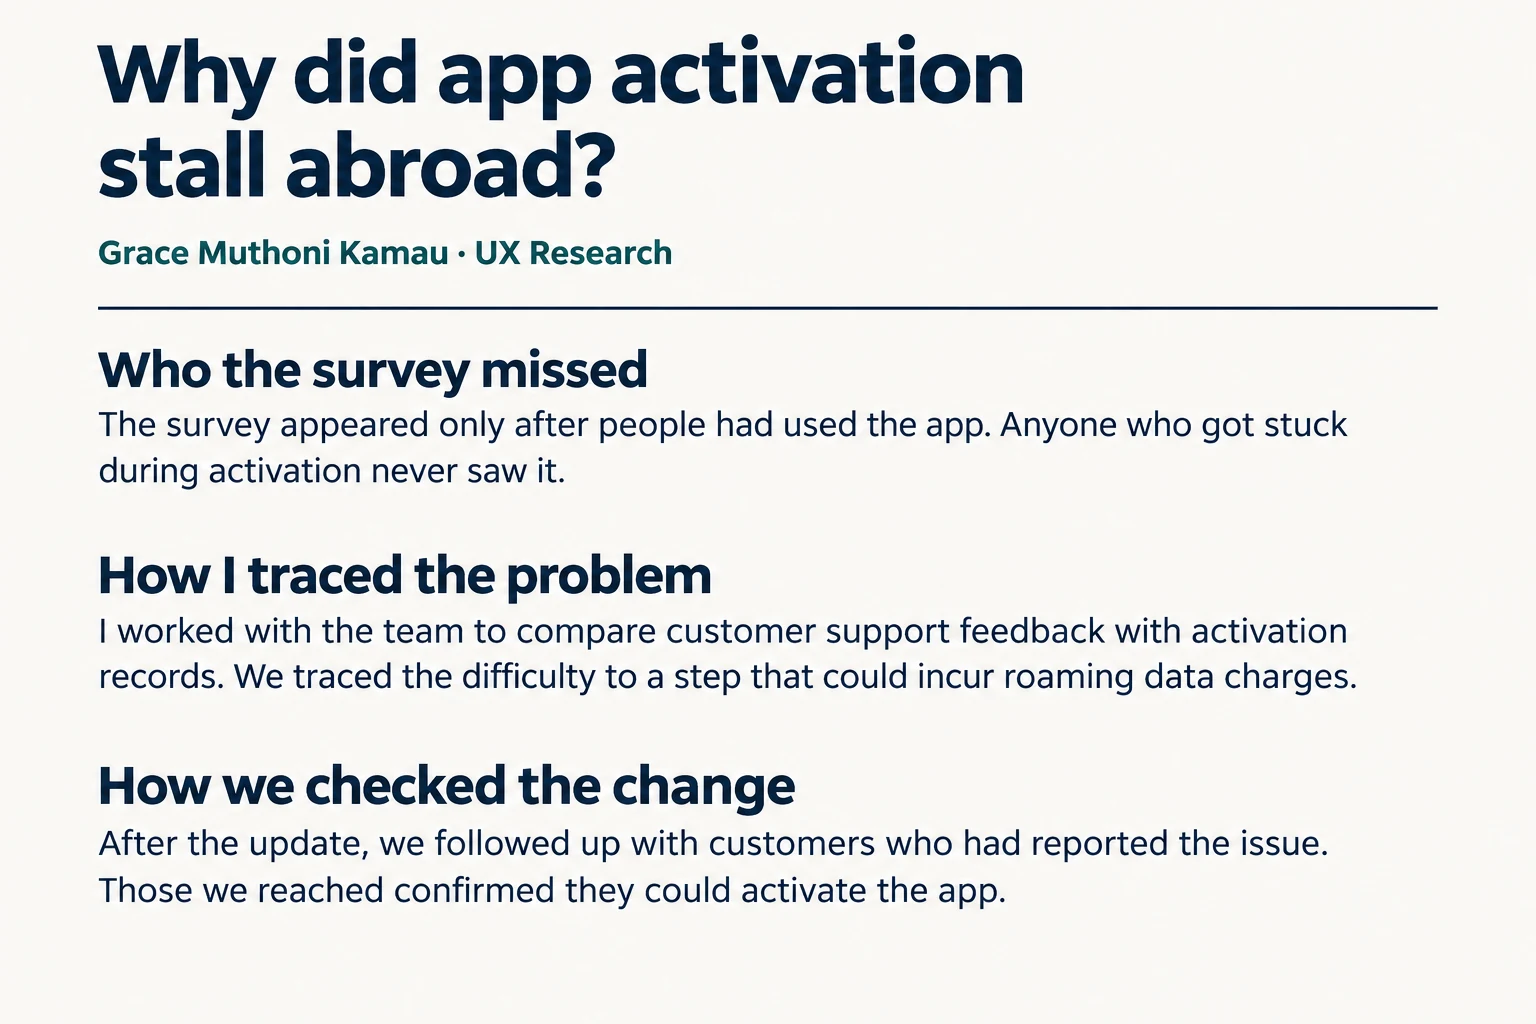 Why did app activation
stall abroad?
Grace Muthoni Kamau · UX Research
Who the survey missed
The survey appeared only after people had used the app. Anyone who got stuck
during activation never saw it.
How I traced the problem
I worked with the team to compare customer support feedback with activation
records. We traced the difficulty to a step that could incur roaming data charges.
How we checked the change
After the update, we followed up with customers who had reported the issue.
Those we reached confirmed they could activate the app.